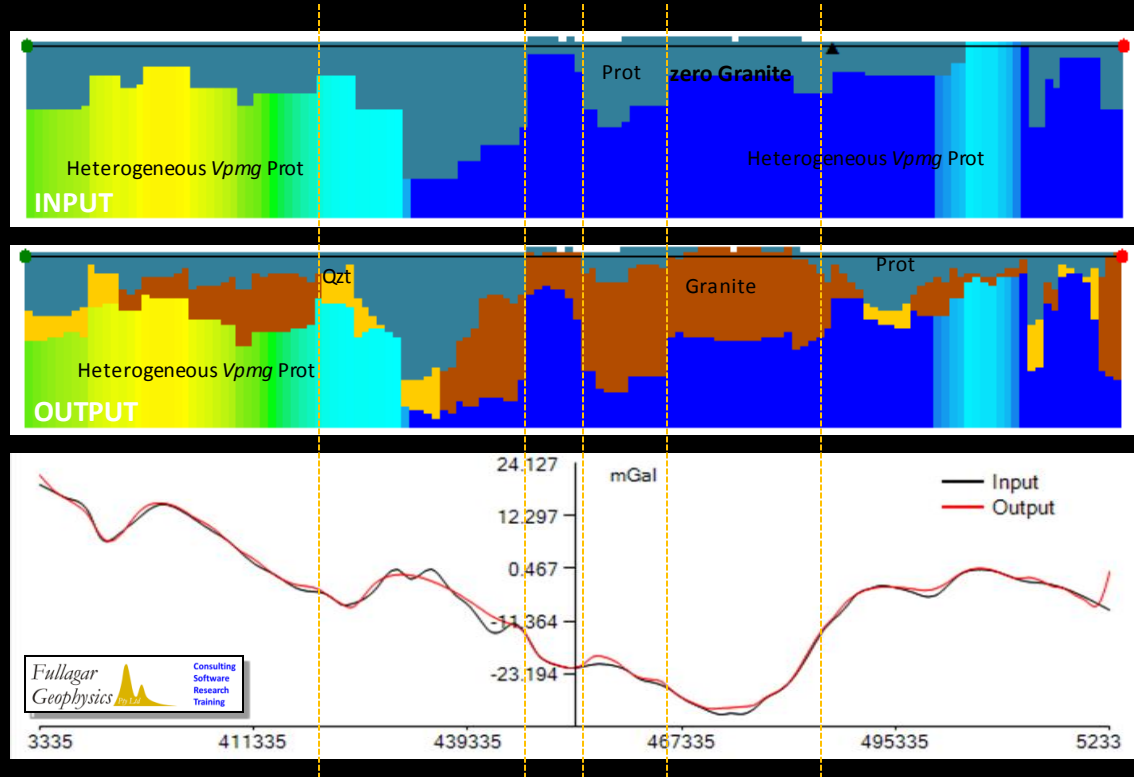 Prot
zero Granite
Heterogeneous Vpmg Prot
Heterogeneous Vpmg Prot
INPUT
Qzt
Prot
Granite
Heterogeneous Vpmg Prot
OUTPUT
24.127
mGal
Input
Output
12.297
0.467
-11.364
-23.194
Fullagar
Geophysics
Pty Ltd
Consulting
Software
Research
Training
3335
411335
439335
467335
495335
5233